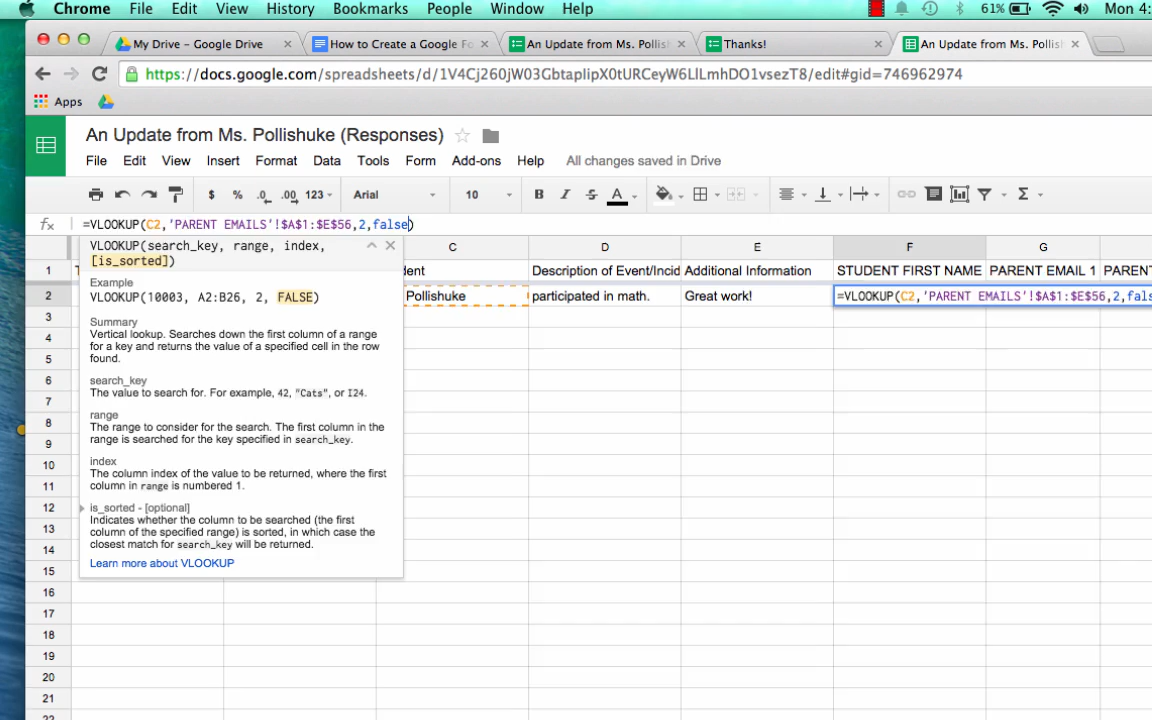 Chrome File Edit View History Bookmarks People Window Help 61% Mon 4:
My Drive – Google Drive × How to Create a Google Fo × An Update from Ms. Pollis × Thanks! × An Update from Ms. Pollis ×
https://docs.google.com/spreadsheets/d/1V4Cj260jW03GbtapIipX0tURCeyW6LlLmhDO1vsezT8/edit#gid=746962974
Apps
An Update from Ms. Pollishuke (Responses)
File Edit View Insert Format Data Tools Form Add-ons Help All changes saved in Drive
$ % .0 .00 123 Arial 10 B I S A Σ
fx =VLOOKUP(C2,'PARENT EMAILS'!$A$1:$E$56,2,false)
VLOOKUP(search_key, range, index,
[is_sorted])
Example
VLOOKUP(10003, A2:B26, 2, FALSE)
Summary
Vertical lookup. Searches down the first column of a range
for a key and returns the value of a specified cell in the row
found.
search_key
The value to search for. For example, 42, "Cats", or I24.
range
The range to consider for the search. The first column in the
range is searched for the key specified in search_key.
index
The column index of the value to be returned, where the first
column in range is numbered 1.
is_sorted - [optional]
Indicates whether the column to be searched (the first
column of the specified range) is sorted, in which case the
closest match for search_key will be returned.
Learn more about VLOOKUP
C D E F G
1 T dent Description of Event/Incid Additional Information STUDENT FIRST NAME PARENT EMAIL 1 PARENT
2 Pollishuke participated in math. Great work! =VLOOKUP(C2,'PARENT EMAILS'!$A$1:$E$56,2,fals
3
4
5
6
7
8
9
10
11
12
13
14
15
16
17
18
19
20
21
22